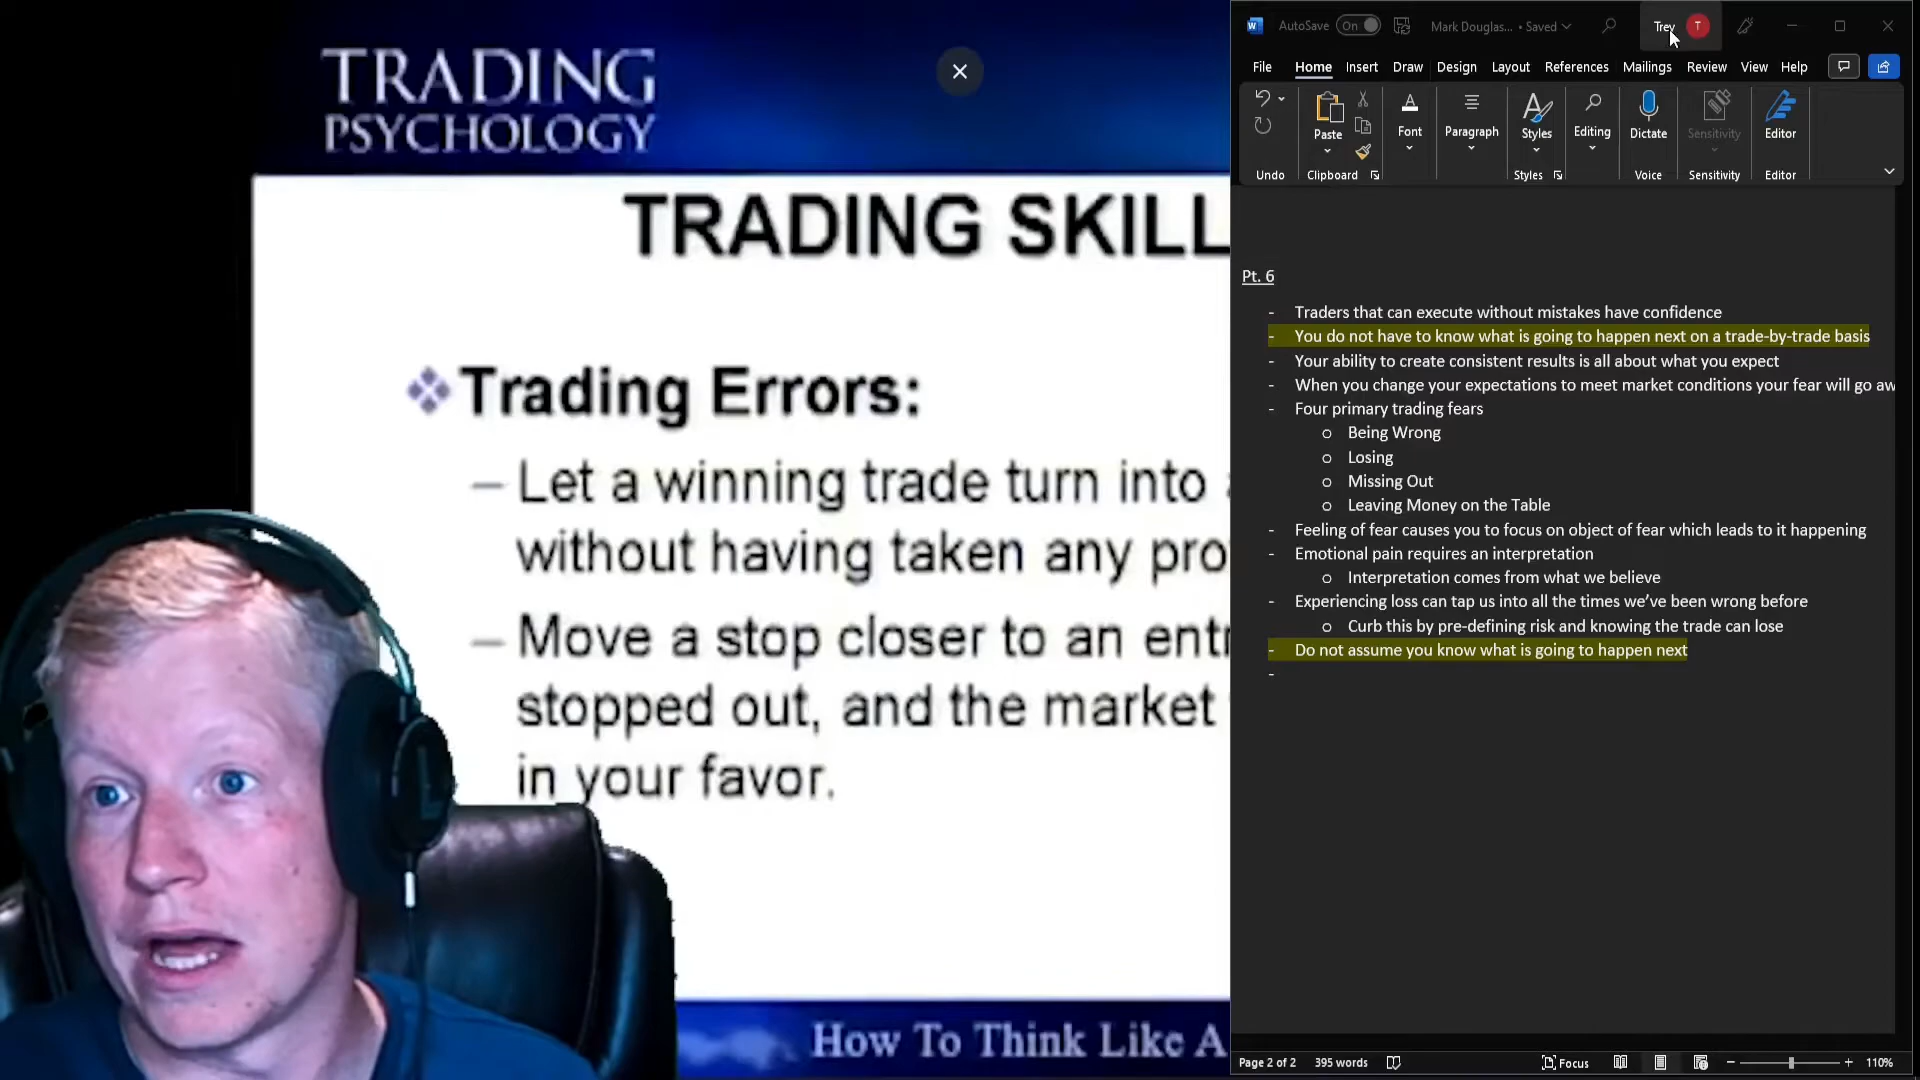 TRADING
PSYCHOLOGY
TRADING SKILL
Trading Errors:
– Let a winning trade turn into
without having taken any pro
– Move a stop closer to an entr
stopped out, and the market
in your favor.
How To Think Like A
AutoSave On Mark Douglas... • Saved Trev T
File Home Insert Draw Design Layout References Mailings Review View Help
Paste Font Paragraph Styles Editing Dictate Sensitivity Editor
Undo Clipboard Styles Voice Sensitivity Editor
Pt. 6
- Traders that can execute without mistakes have confidence
- You do not have to know what is going to happen next on a trade-by-trade basis
- Your ability to create consistent results is all about what you expect
- When you change your expectations to meet market conditions your fear will go aw
- Four primary trading fears
o Being Wrong
o Losing
o Missing Out
o Leaving Money on the Table
- Feeling of fear causes you to focus on object of fear which leads to it happening
- Emotional pain requires an interpretation
o Interpretation comes from what we believe
- Experiencing loss can tap us into all the times we’ve been wrong before
o Curb this by pre-defining risk and knowing the trade can lose
- Do not assume you know what is going to happen next
-
Page 2 of 2 395 words Focus 110%